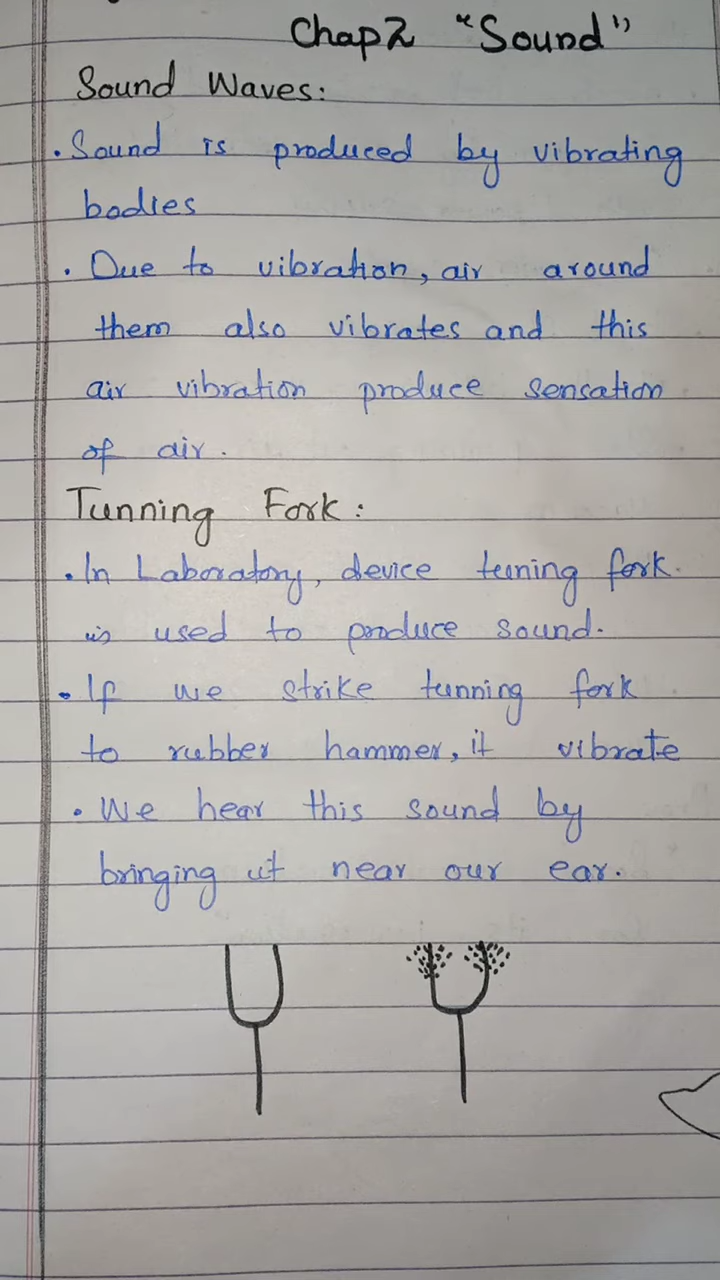 Chap 2 "Sound"
Sound Waves:
. Sound is produced by vibrating
bodies
. Due to vibration, air around
them also vibrates and this
air vibration produce sensation
of air.
Tunning Fork:
. In Laboratory, device tuning fork.
is used to produce sound.
. If we strike tunning fork
to rubber hammer, it vibrate
. We hear this sound by
bringing it near our ear.